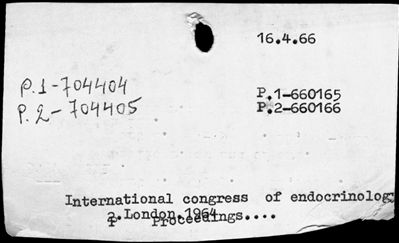 16.4.66
P.1-704404
P.1-660165
P.2-704405
P.2-660166
International congress of endocrinolog
2.London.1964
P Proceedings....